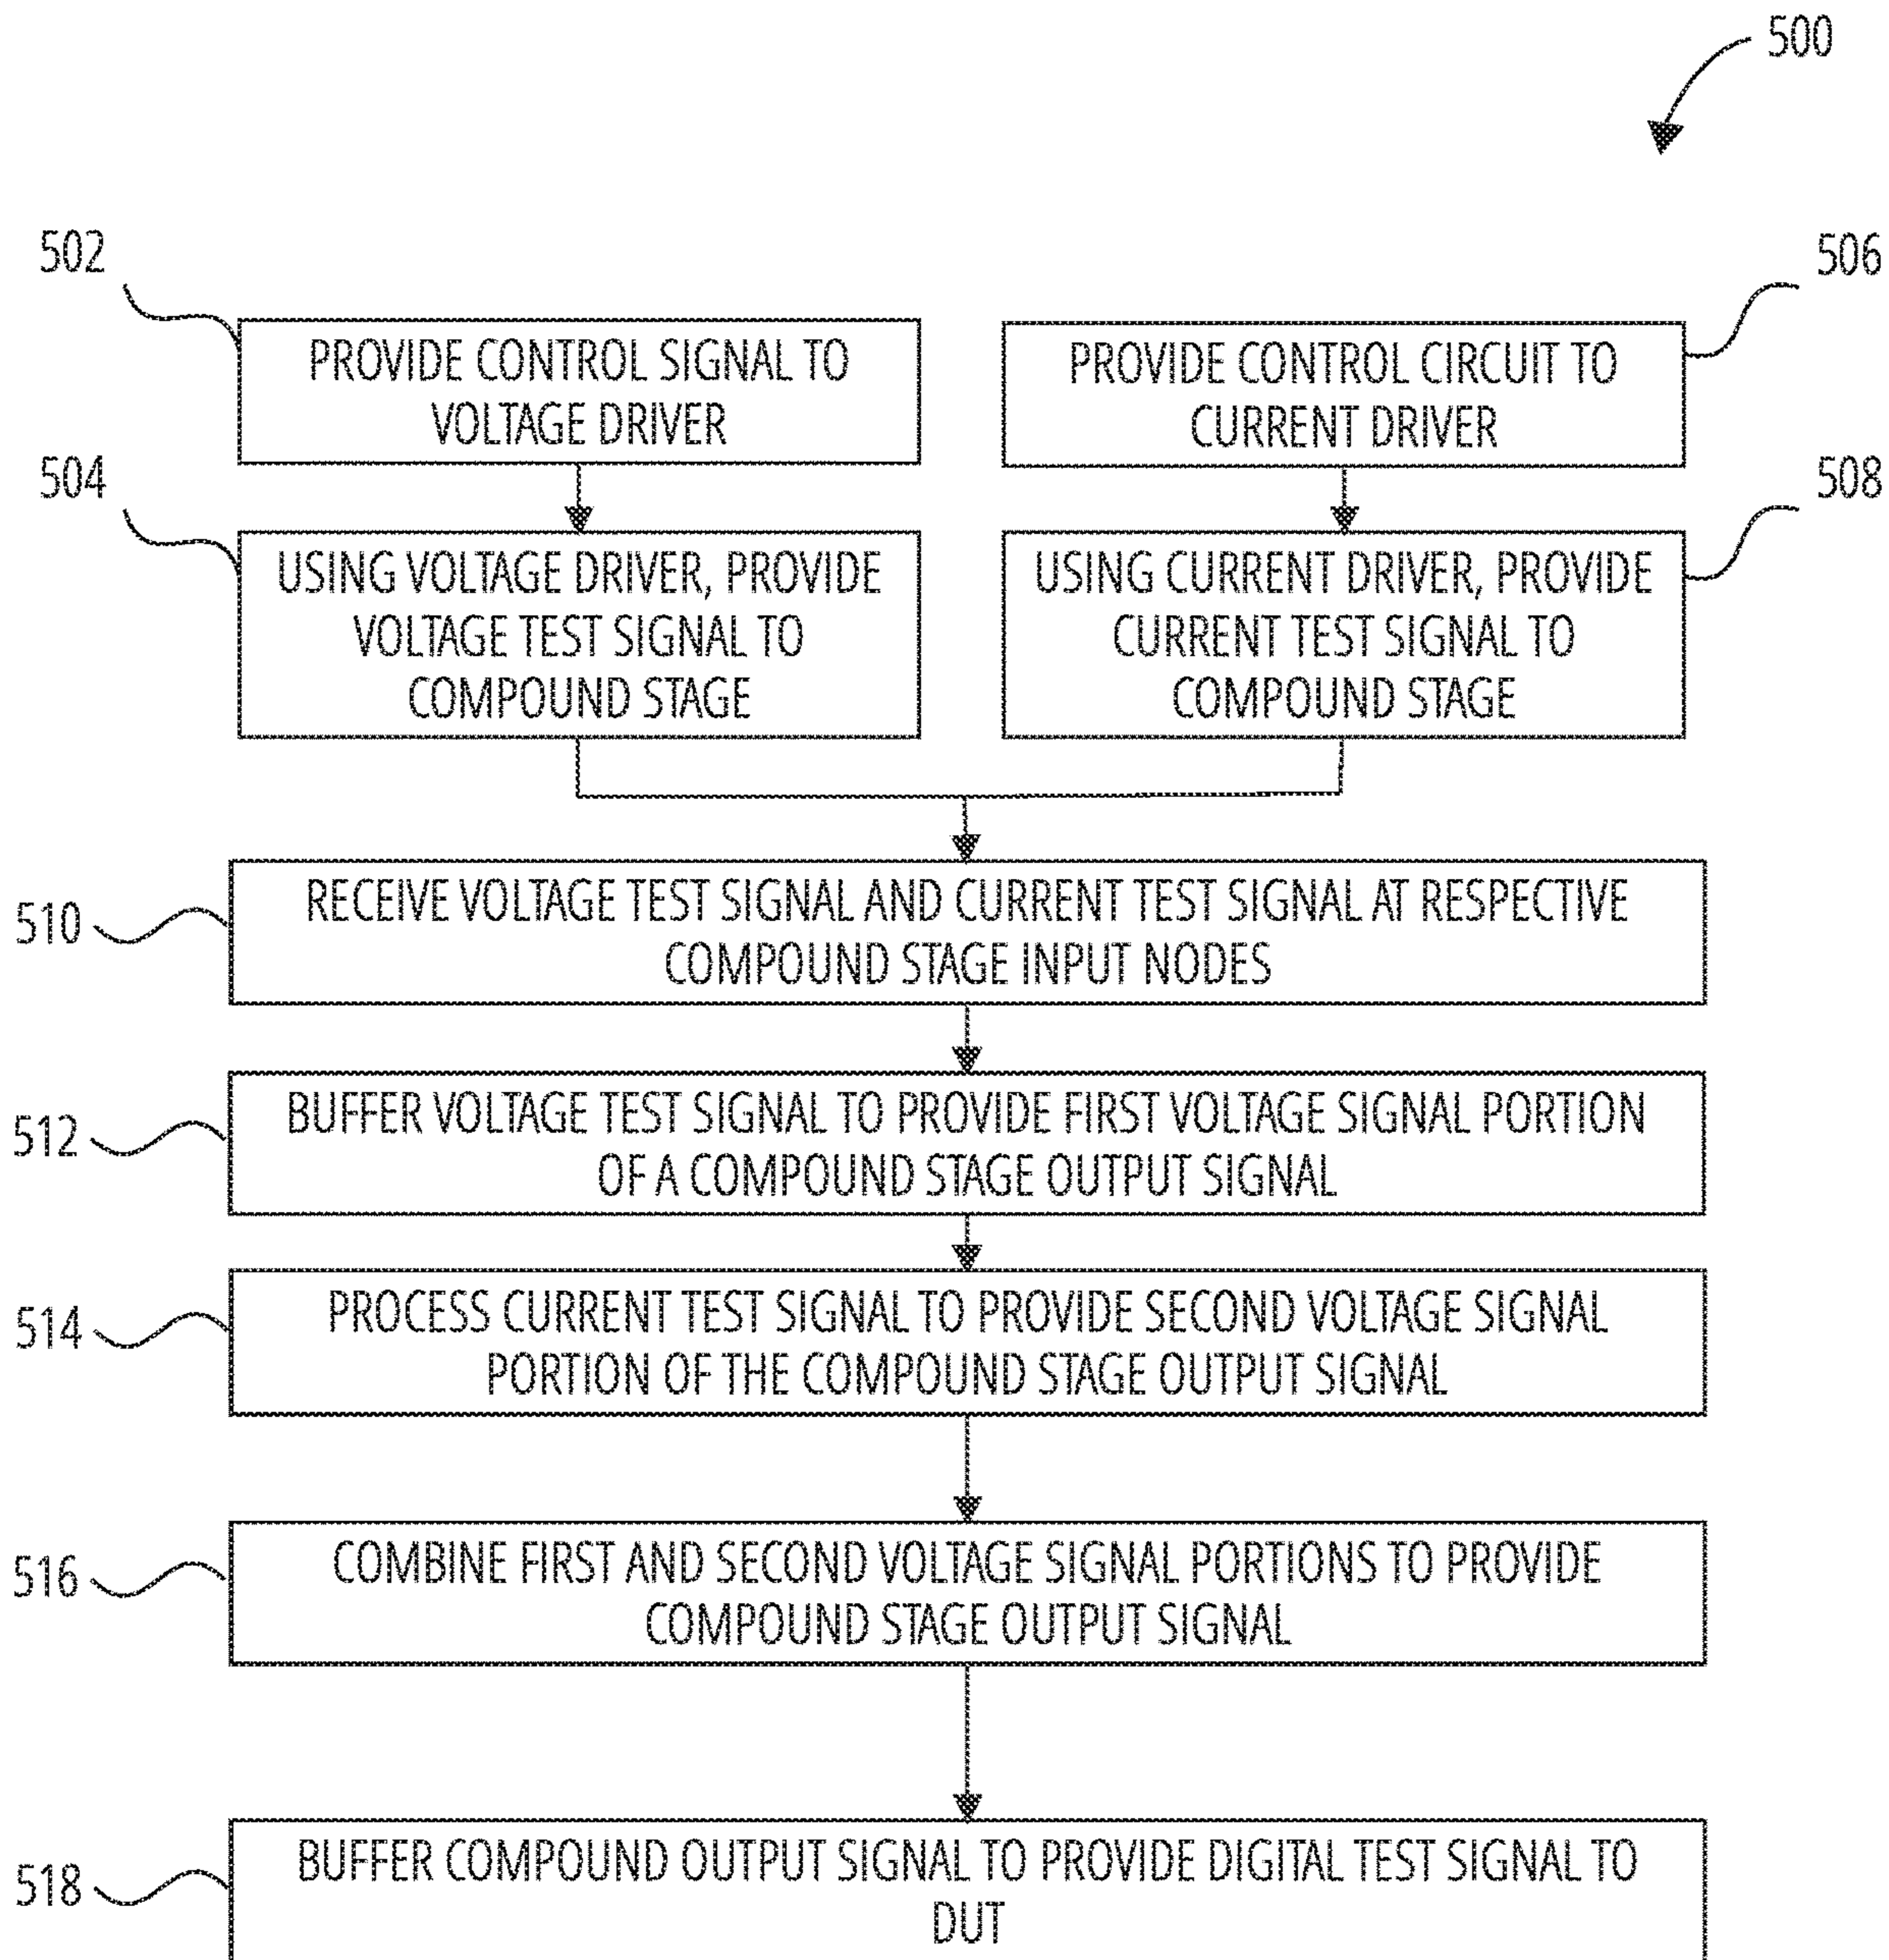 500
502
PROVIDE CONTROL SIGNAL TO
VOLTAGE DRIVER
506
PROVIDE CONTROL CIRCUIT TO
CURRENT DRIVER
504
USING VOLTAGE DRIVER, PROVIDE
VOLTAGE TEST SIGNAL TO
COMPOUND STAGE
508
USING CURRENT DRIVER, PROVIDE
CURRENT TEST SIGNAL TO
COMPOUND STAGE
510
RECEIVE VOLTAGE TEST SIGNAL AND CURRENT TEST SIGNAL AT RESPECTIVE
COMPOUND STAGE INPUT NODES
512
BUFFER VOLTAGE TEST SIGNAL TO PROVIDE FIRST VOLTAGE SIGNAL PORTION
OF A COMPOUND STAGE OUTPUT SIGNAL
514
PROCESS CURRENT TEST SIGNAL TO PROVIDE SECOND VOLTAGE SIGNAL
PORTION OF THE COMPOUND STAGE OUTPUT SIGNAL
516
COMBINE FIRST AND SECOND VOLTAGE SIGNAL PORTIONS TO PROVIDE
COMPOUND STAGE OUTPUT SIGNAL
518
BUFFER COMPOUND OUTPUT SIGNAL TO PROVIDE DIGITAL TEST SIGNAL TO
DUT